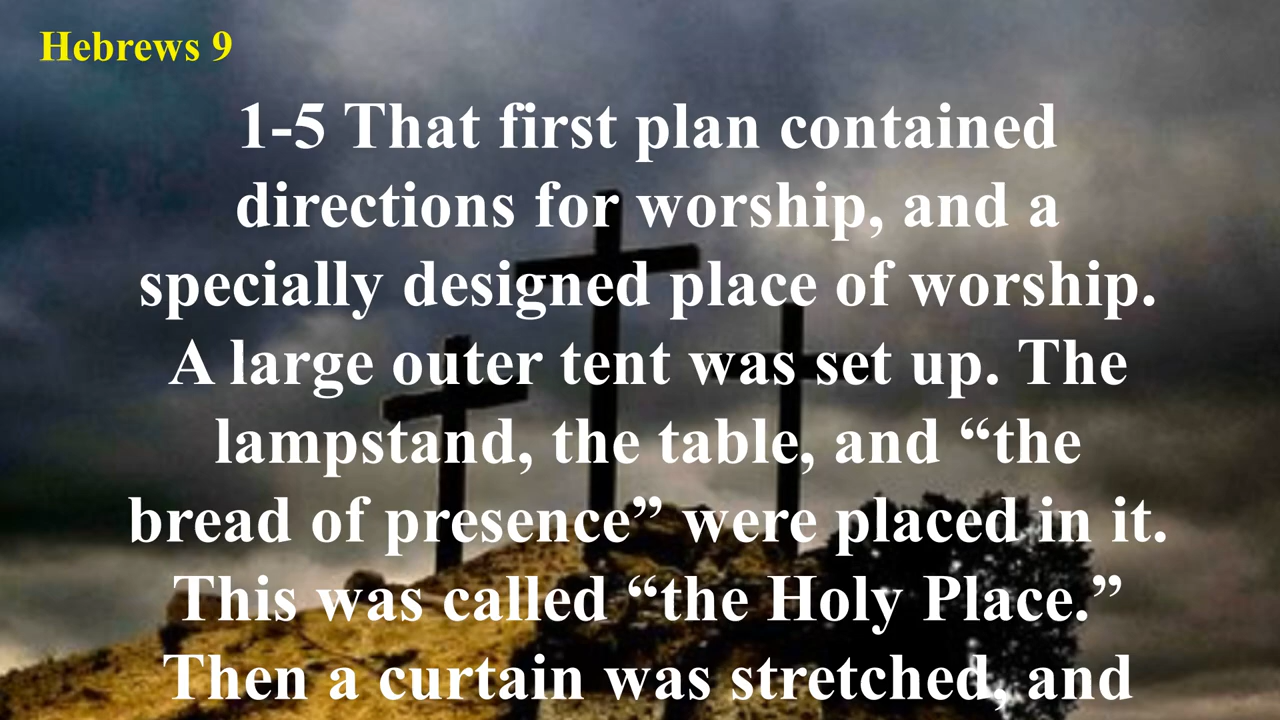 Hebrews 9
1-5 That first plan contained
directions for worship, and a
specially designed place of worship.
A large outer tent was set up. The
lampstand, the table, and “the
bread of presence” were placed in it.
This was called “the Holy Place.”
Then a curtain was stretched, and